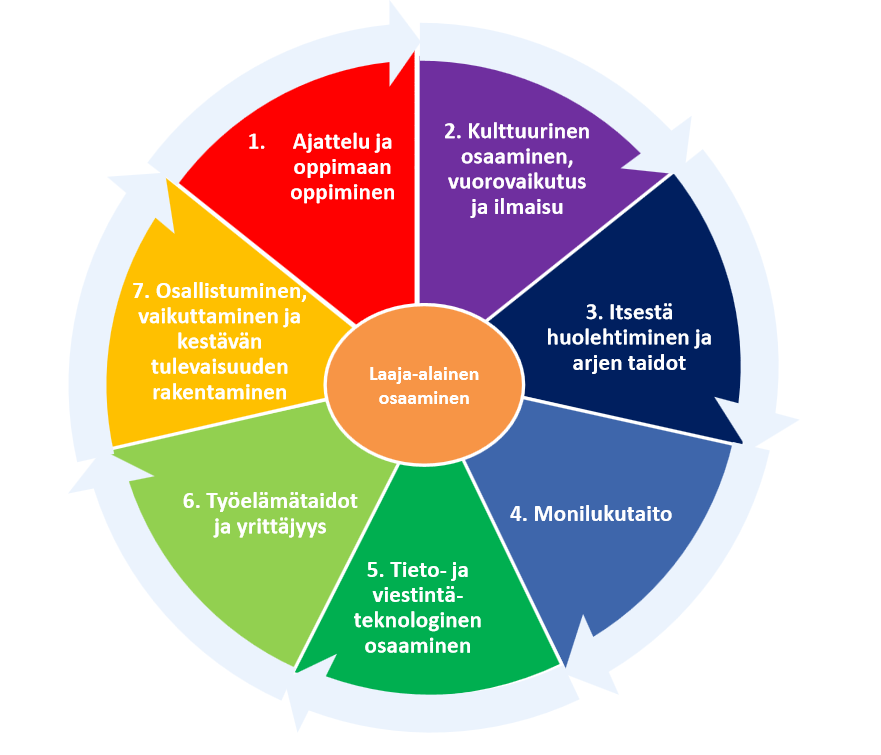 1. Ajattelu ja
oppimaan
oppiminen
2. Kulttuurinen
osaaminen,
vuorovaikutus
ja ilmaisu
3. Itsestä
huolehtiminen ja
arjen taidot
4. Monilukutaito
5. Tieto- ja
viestintä-
teknologinen
osaaminen
6. Työelämätaidot
ja yrittäjyys
7. Osallistuminen,
vaikuttaminen ja
kestävän
tulevaisuuden
rakentaminen
Laaja-alainen
osaaminen